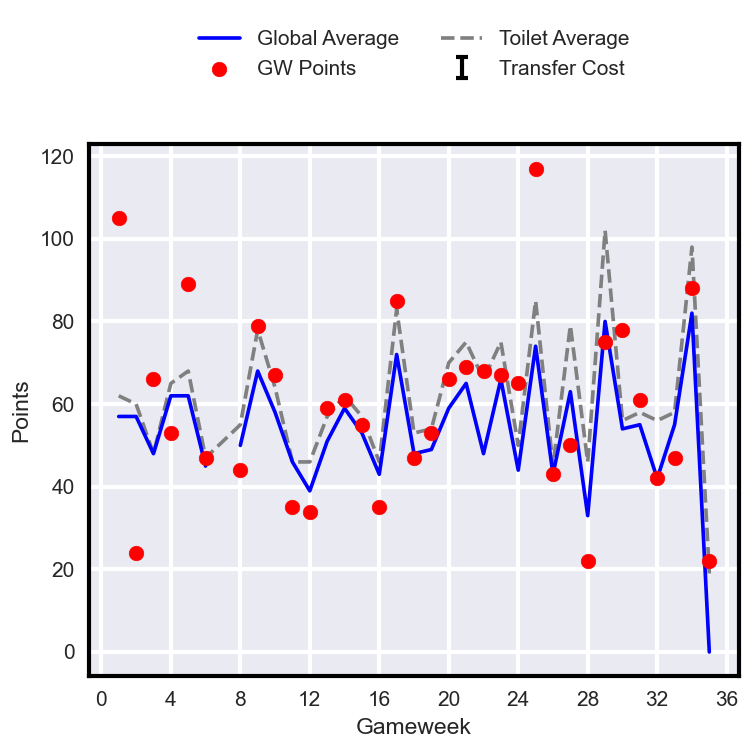 Global Average
Toilet Average
GW Points
Transfer Cost
120
100
80
60
40
20
0
Points
0 4 8 12 16 20 24 28 32 36
Gameweek